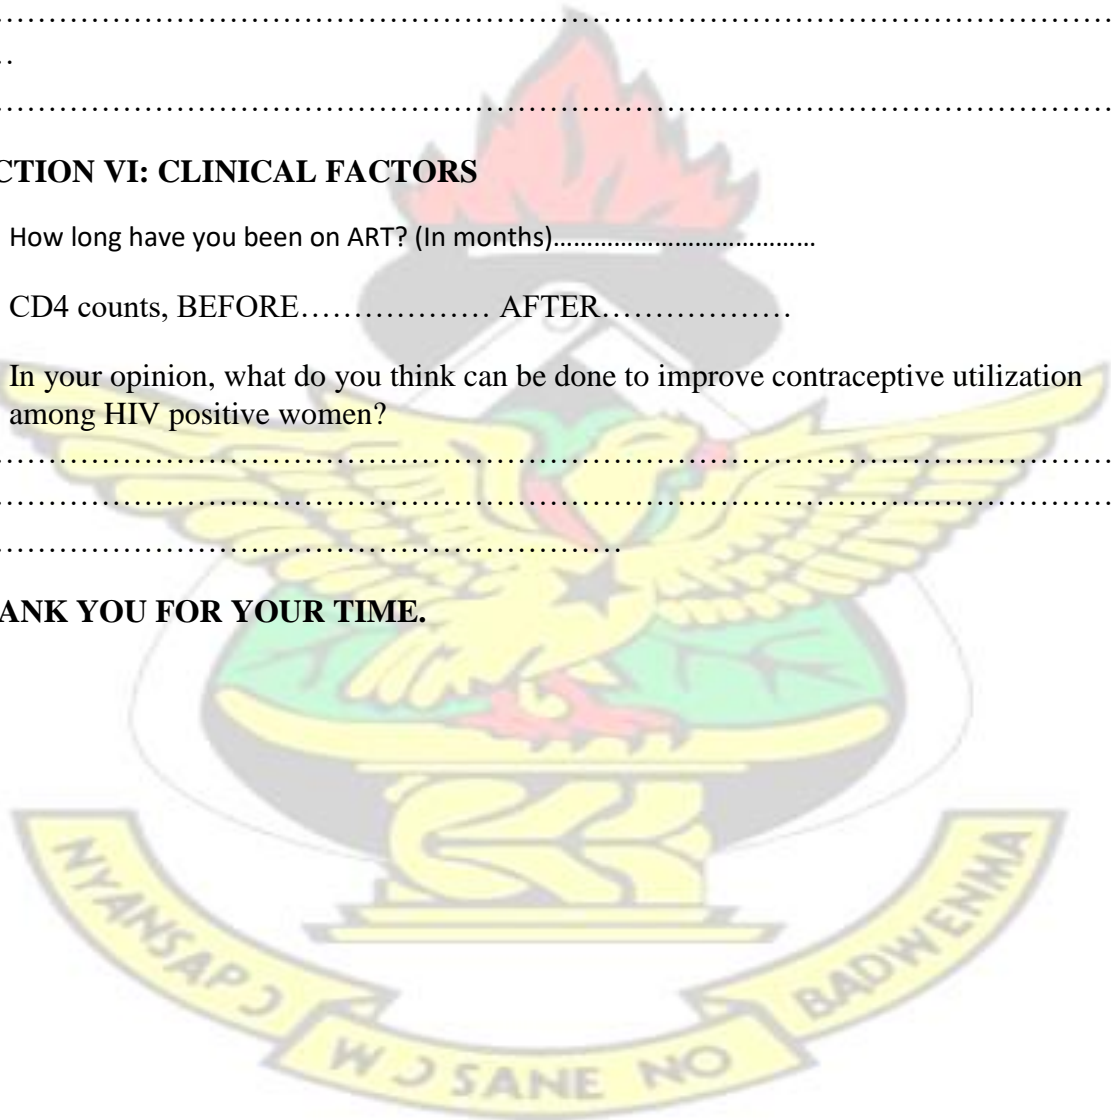 ……………………………………………………………………………………………………
…
……………………………………………………………………………………………………
CTION VI: CLINICAL FACTORS
How long have you been on ART? (In months)…………………………………
CD4 counts, BEFORE……………… AFTER………………
In your opinion, what do you think can be done to improve contraceptive utilization
among HIV positive women?
……………………………………………………………………………………………………
……………………………………………………………………………………………………
…………………………………………………………
ANK YOU FOR YOUR TIME.
NYANSAPƆ
WƆ SANE NO
BADWENMA